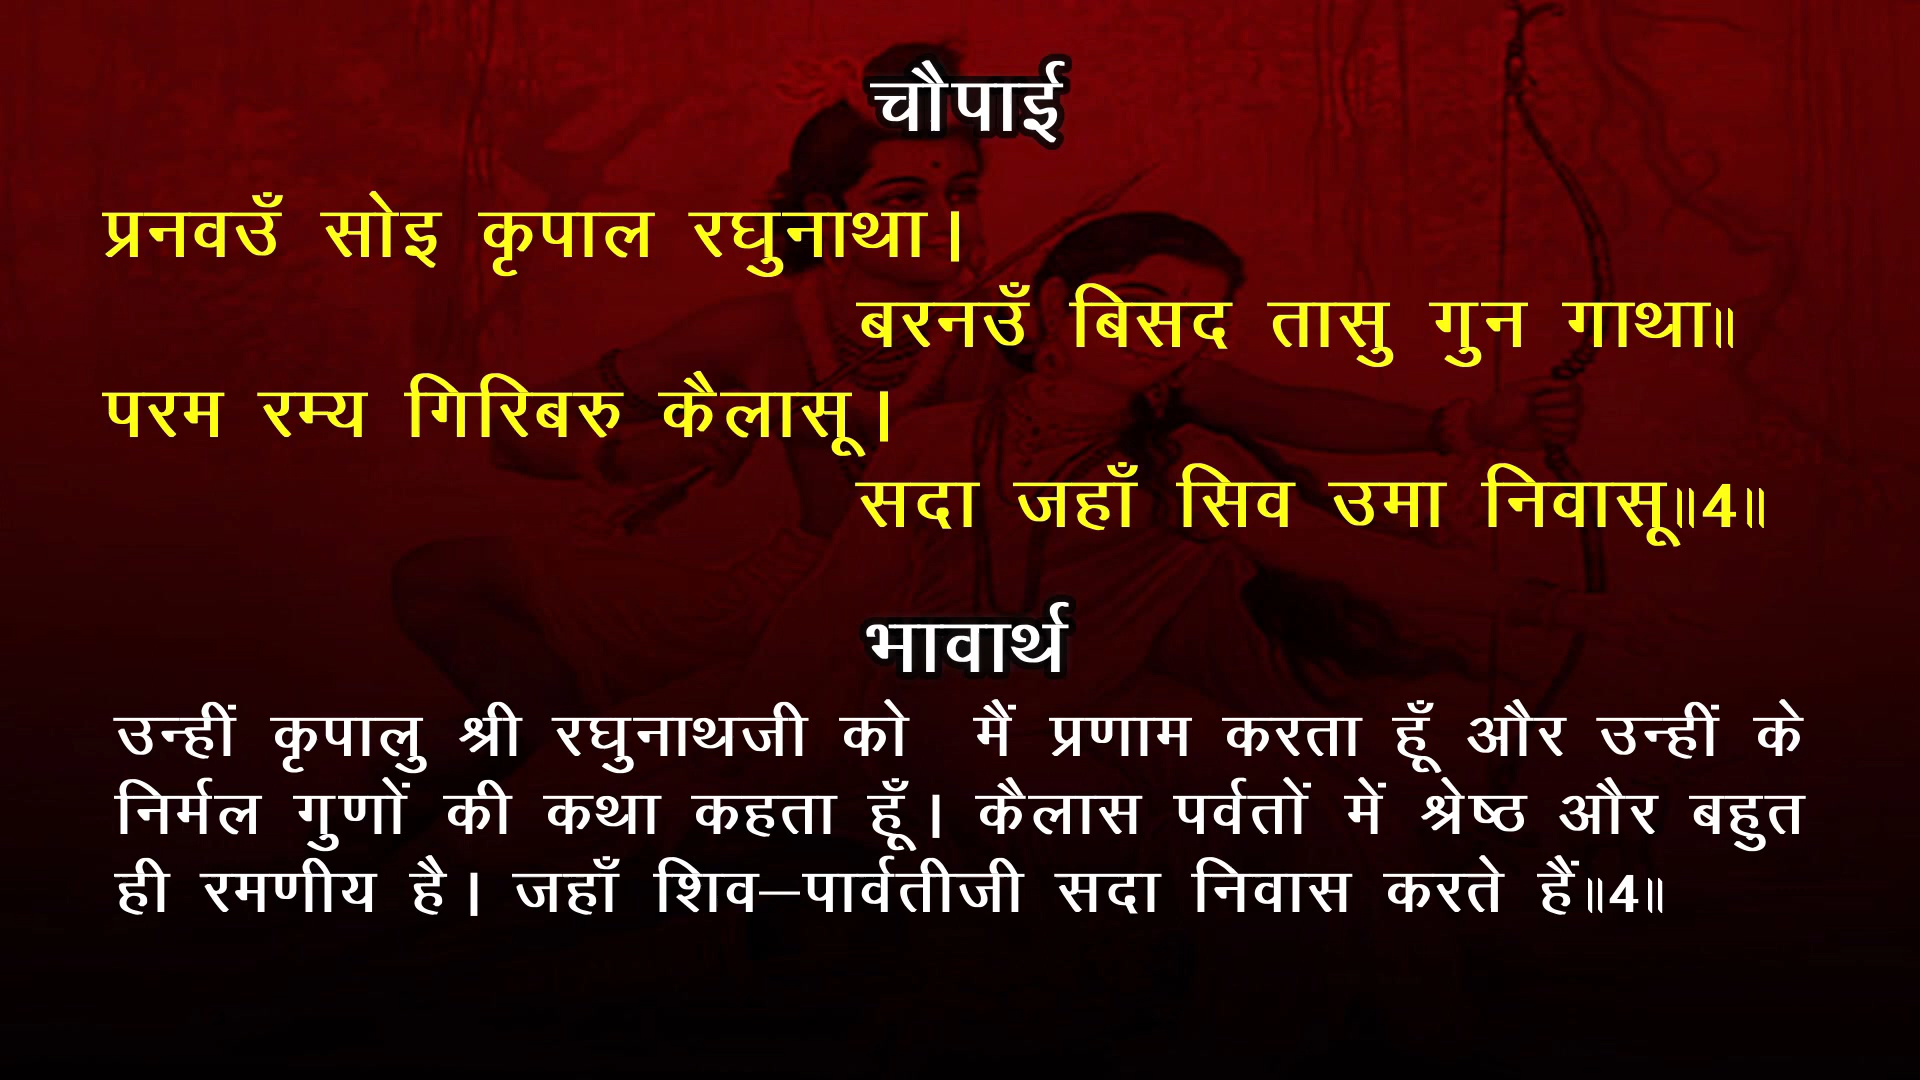 चौपाई
प्रनवउँ सोइ कृपाल रघुनाथा।
बरनउँ बिसद तासु गुन गाथा॥
परम रम्य गिरिबरु कैलासू।
सदा जहाँ सिव उमा निवासू॥4॥
भावार्थ
उन्हीं कृपालु श्री रघुनाथजी को मैं प्रणाम करता हूँ और उन्हीं के
निर्मल गुणों की कथा कहता हूँ। कैलास पर्वतों में श्रेष्ठ और बहुत
ही रमणीय है। जहाँ शिव–पार्वतीजी सदा निवास करते हैं॥4॥